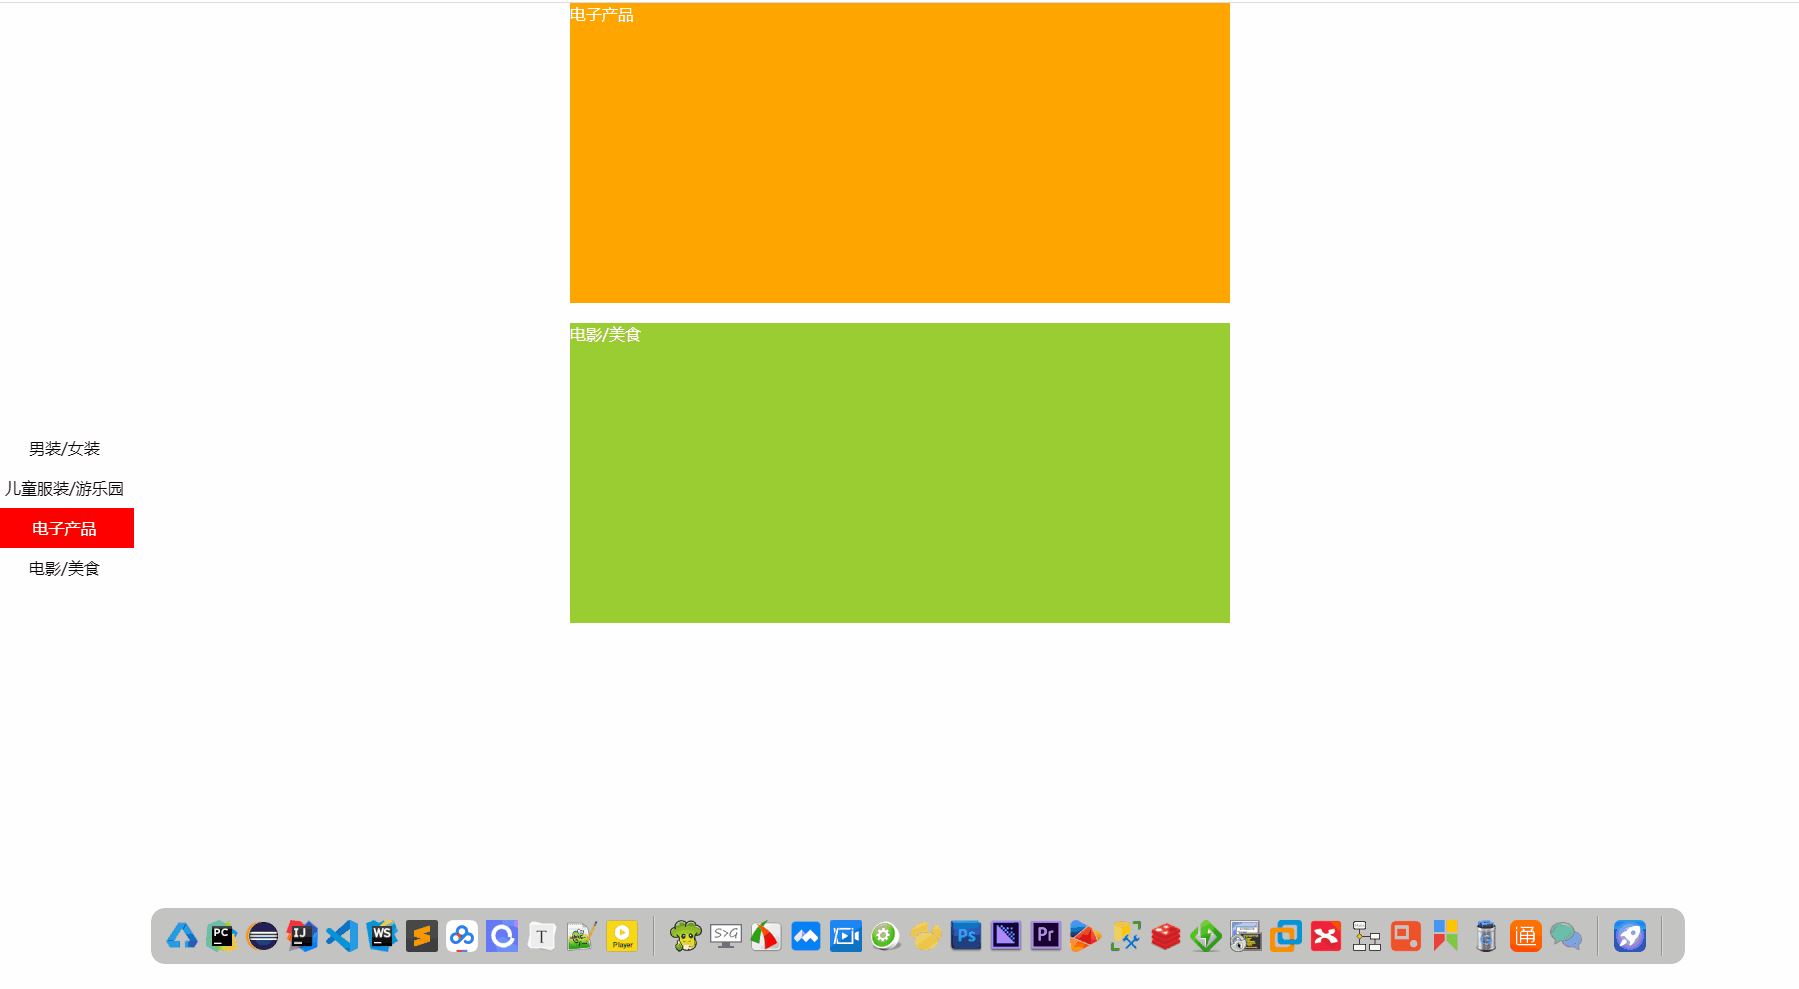 电子产品
电影/美食
男装/女装
儿童服装/游乐园
电子产品
电影/美食
PC
IJ
WS
T
Player
S>G
Ps
Pr
通